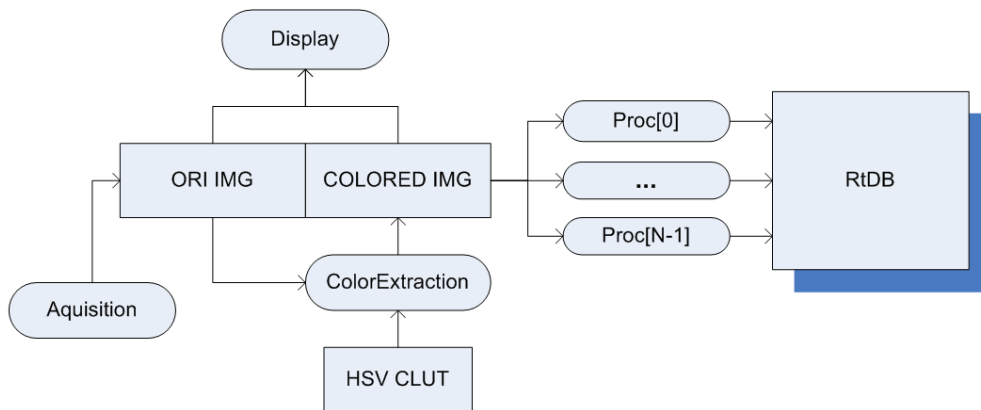 Display
ORI IMG
COLORED IMG
Proc[0]
...
Proc[N-1]
RtDB
Aquisition
ColorExtraction
HSV CLUT